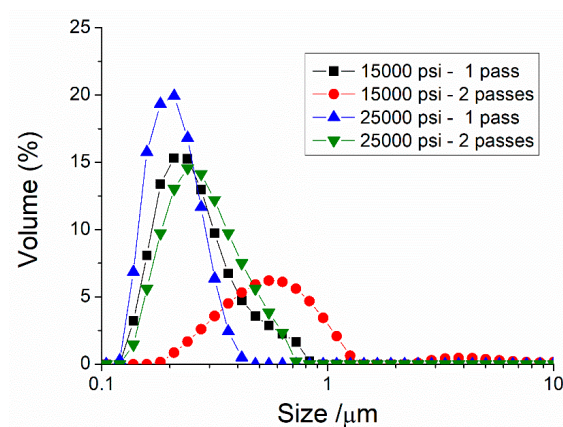 25
20
15
10
5
0
Volume (%)
15000 psi - 1 pass
15000 psi - 2 passes
25000 psi - 1 pass
25000 psi - 2 passes
0.1 1 10
Size /μm